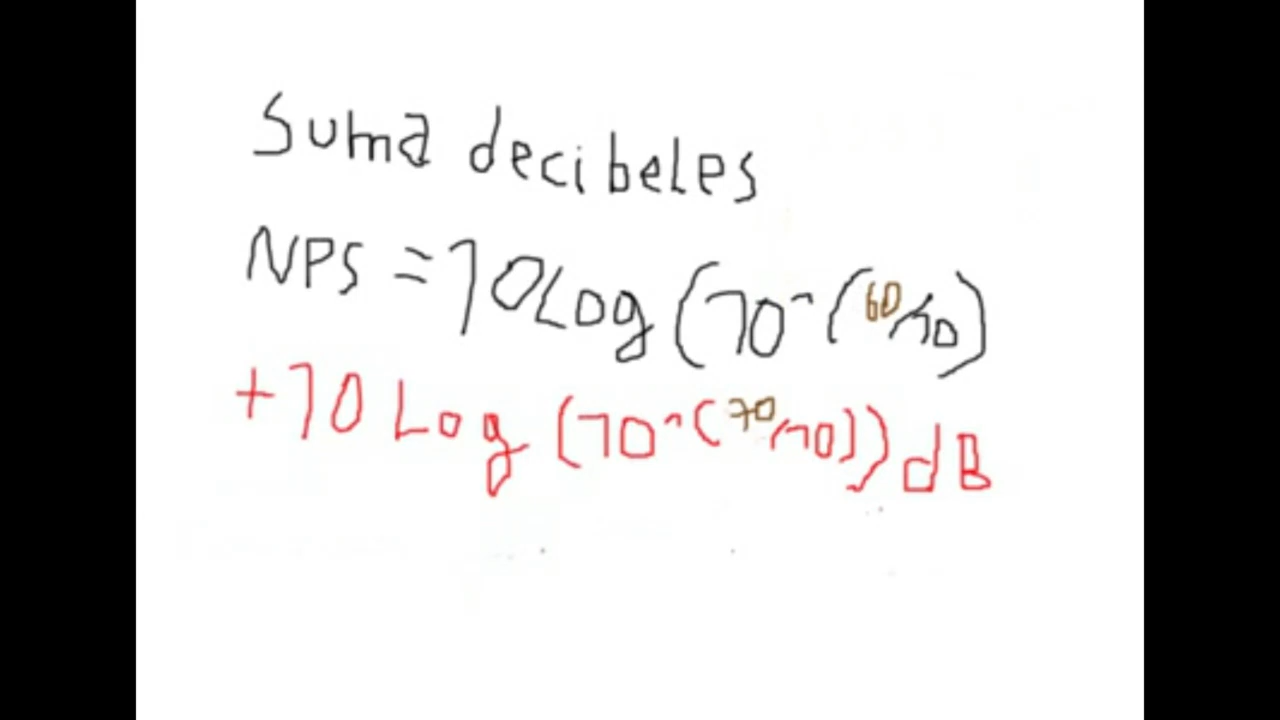 Suma decibeles
NPS = 10Log (10^(60/10)
+10 Log (10^(70/10)) dB